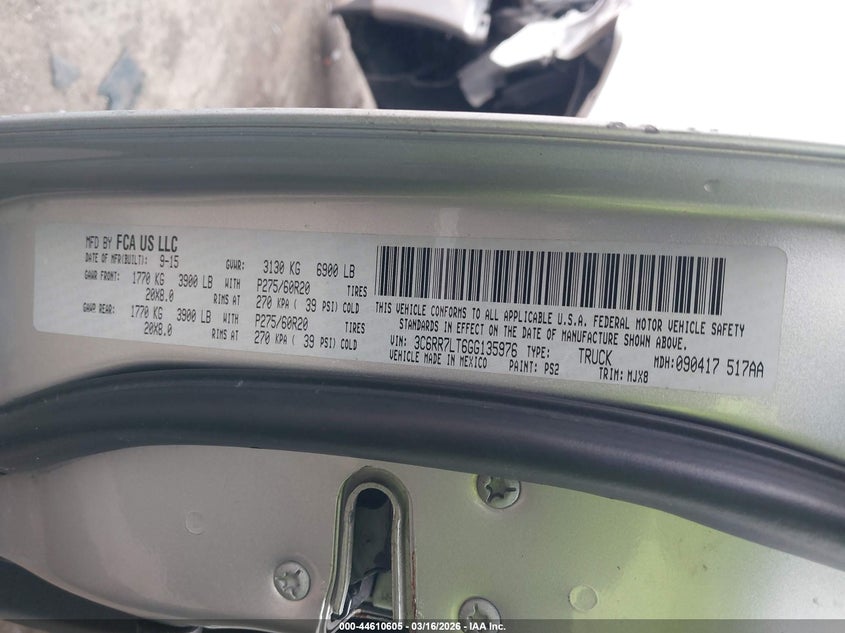 MFD BY FCA US LLC
DATE OF MFR(BUILT): 9-15 GVWR: 3130 KG 6900 LB
GAWR FRONT: 1770 KG 3900 LB WITH P275/60R20 TIRES
20X8.0 RIMS AT 270 KPA ( 39 PSI) COLD
GAWR REAR: 1770 KG 3900 LB WITH P275/60R20 TIRES
20X8.0 RIMS AT 270 KPA ( 39 PSI) COLD
THIS VEHICLE CONFORMS TO ALL APPLICABLE U.S.A. FEDERAL MOTOR VEHICLE SAFETY
STANDARDS IN EFFECT ON THE DATE OF MANUFACTURE SHOWN ABOVE.
VIN: 3C6RR7LT6GG135976 TYPE: TRUCK MDH:090417 517AA
VEHICLE MADE IN MEXICO PAINT: PS2 TRIM: MJX8
000-44610605 - 03/16/2026 - IAA Inc.